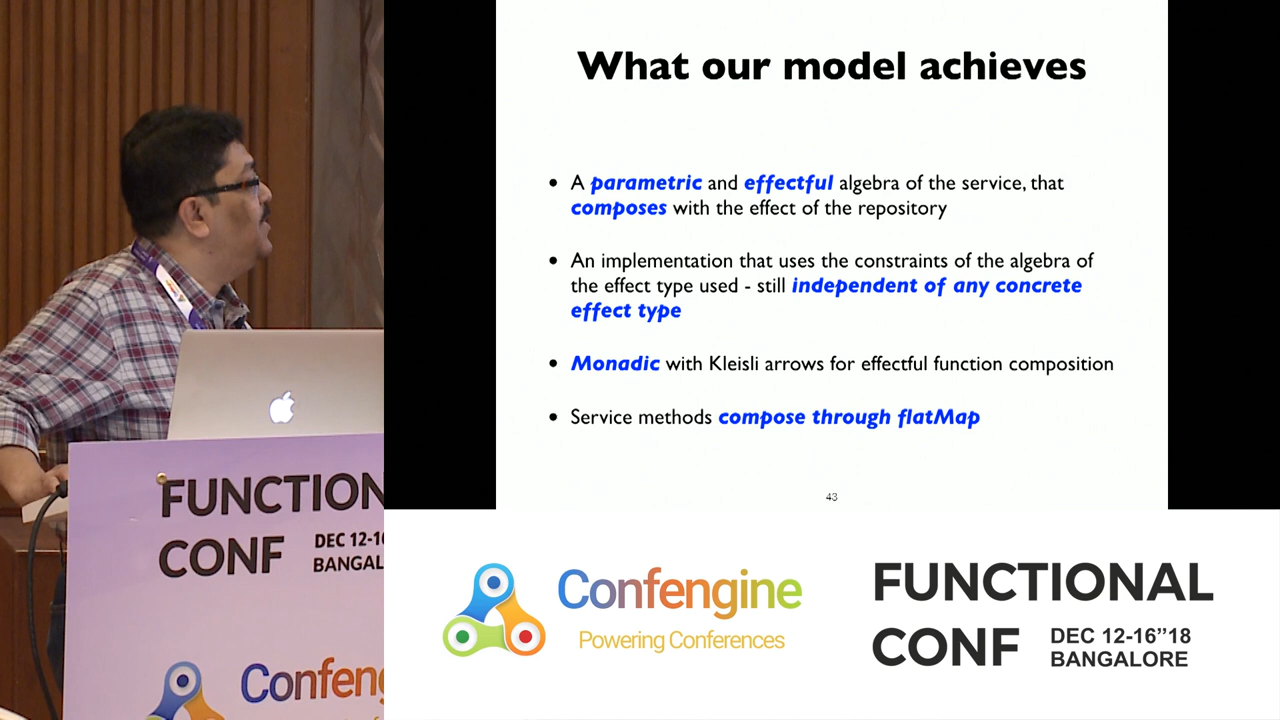 What our model achieves
• A parametric and effectful algebra of the service, that
composes with the effect of the repository
• An implementation that uses the constraints of the algebra of
the effect type used - still independent of any concrete
effect type
• Monadic with Kleisli arrows for effectful function composition
• Service methods compose through flatMap
43
FUNCTION
CONF DEC 12-16
BANGAL
Confeng
Confengine
Powering Conferences
FUNCTIONAL
CONF DEC 12-16"18
BANGALORE